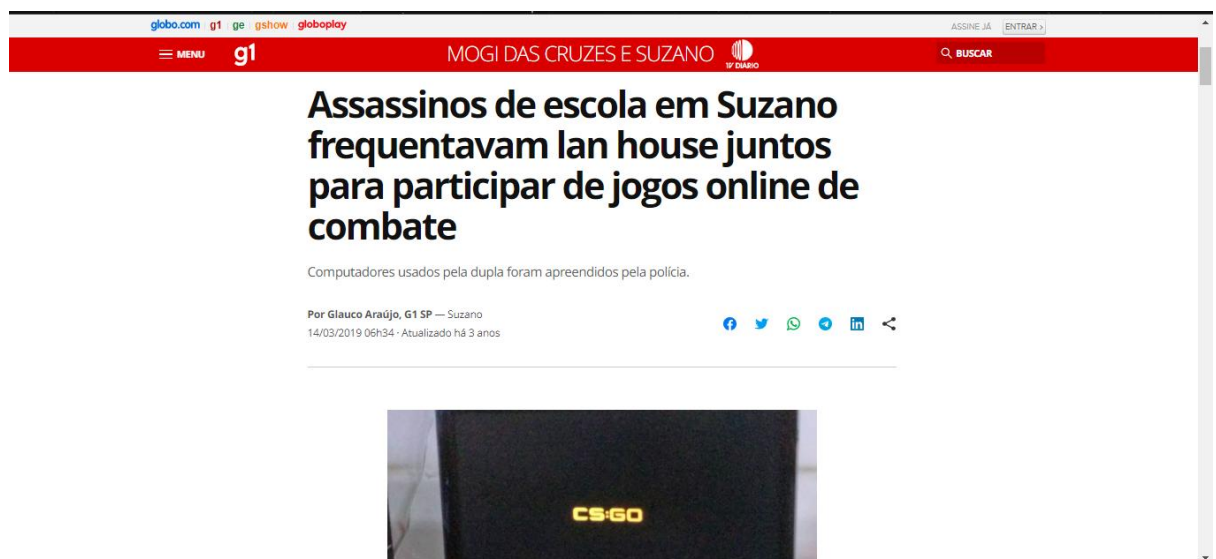 globo.com g1 ge gshow globoplay
ASSINE JÁ ENTRAR >
MENU g1 MOGI DAS CRUZES E SUZANO DIÁRIO BUSCAR
Assassinos de escola em Suzano
frequentavam lan house juntos
para participar de jogos online de
combate
Computadores usados pela dupla foram apreendidos pela polícia.
Por Glauco Araújo, G1 SP — Suzano
14/03/2019 06h34 · Atualizado há 3 anos
CS:GO